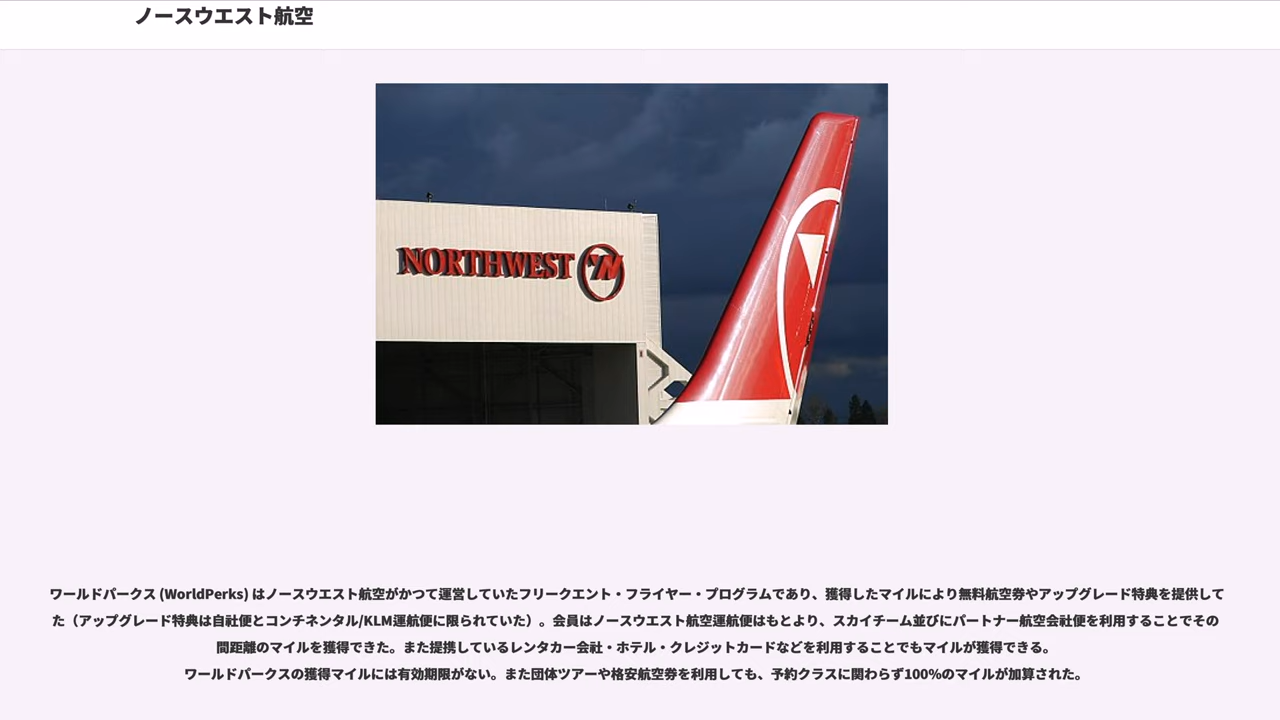 ノースウエスト航空
NORTHWEST
ワールドパークス (WorldPerks) はノースウエスト航空がかつて運営していたフリークエント・フライヤー・プログラムであり、獲得したマイルにより無料航空券やアップグレード特典を提供して
た（アップグレード特典は自社便とコンチネンタル/KLM運航便に限られていた）。会員はノースウエスト航空運航便はもとより、スカイチーム並びにパートナー航空会社便を利用することでその
間距離のマイルを獲得できた。また提携しているレンタカー会社・ホテル・クレジットカードなどを利用することでもマイルが獲得できる。
ワールドパークスの獲得マイルには有効期限がない。また団体ツアーや格安航空券を利用しても、予約クラスに関わらず100%のマイルが加算された。